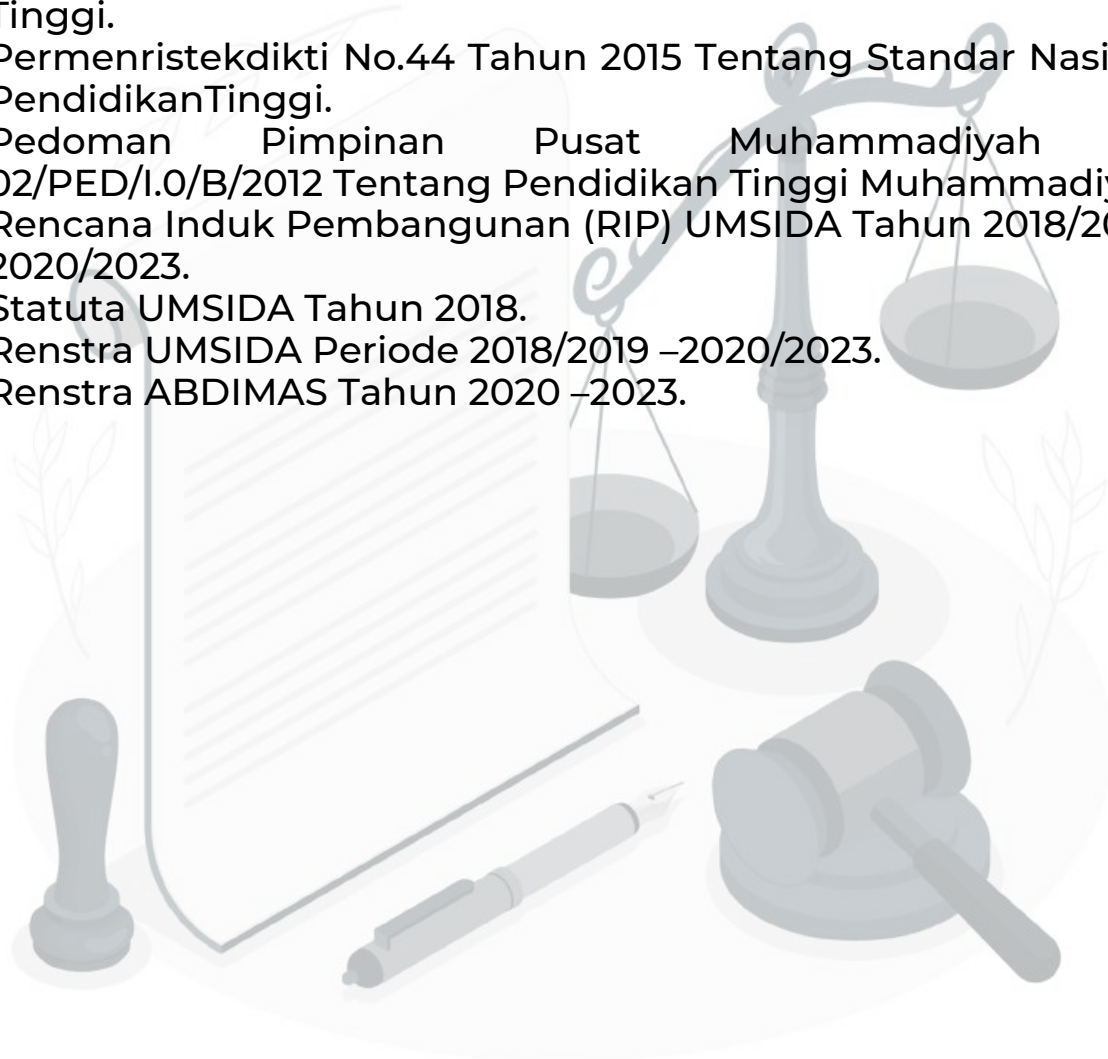 Tinggi.
Permenristekdikti No.44 Tahun 2015 Tentang Standar Nasi
PendidikanTinggi.
Pedoman Pimpinan Pusat Muhammadiyah
02/PED/I.0/B/2012 Tentang Pendidikan Tinggi Muhammadiy
Rencana Induk Pembangunan (RIP) UMSIDA Tahun 2018/20
2020/2023.
Statuta UMSIDA Tahun 2018.
Renstra UMSIDA Periode 2018/2019 –2020/2023.
Renstra ABDIMAS Tahun 2020 –2023.